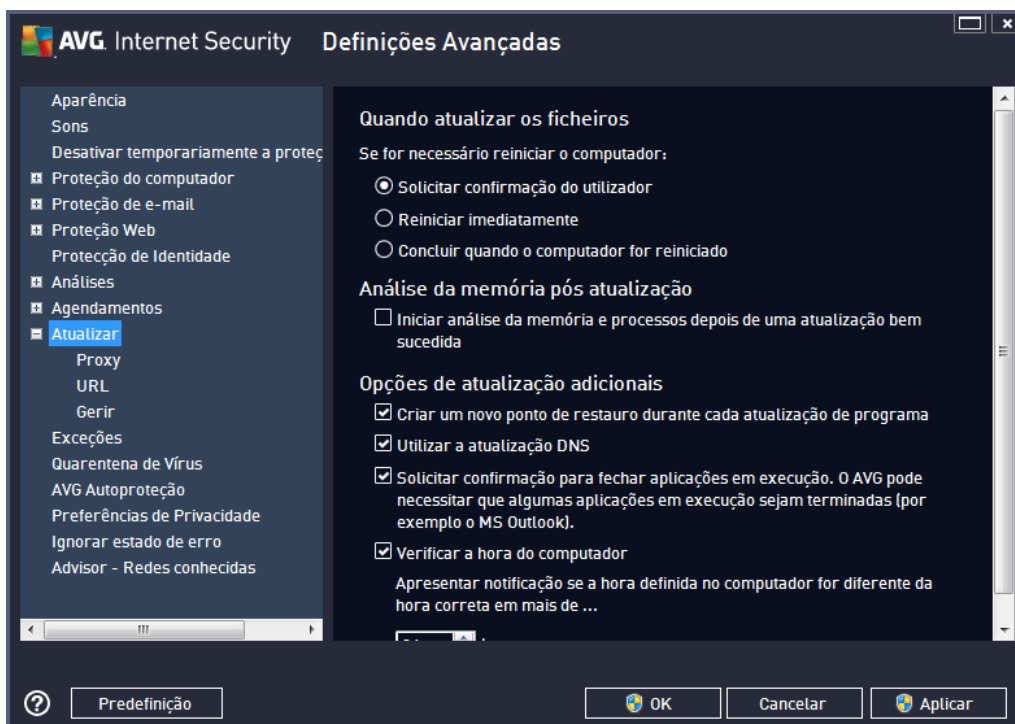 AVG. Internet Security Definições Avançadas
Aparência
Sons
Desativar temporariamente a proteç
Proteção do computador
Proteção de e-mail
Proteção Web
Protecção de Identidade
Análises
Agendamentos
Atualizar
Proxy
URL
Gerir
Exceções
Quarentena de Vírus
AVG Autoproteção
Preferências de Privacidade
Ignorar estado de erro
Advisor - Redes conhecidas
Quando atualizar os ficheiros
Se for necessário reiniciar o computador:
Solicitar confirmação do utilizador
Reiniciar imediatamente
Concluir quando o computador for reiniciado
Análise da memória pós atualização
Iniciar análise da memória e processos depois de uma atualização bem
sucedida
Opções de atualização adicionais
Criar um novo ponto de restauro durante cada atualização de programa
Utilizar a atualização DNS
Solicitar confirmação para fechar aplicações em execução. O AVG pode
necessitar que algumas aplicações em execução sejam terminadas (por
exemplo o MS Outlook).
Verificar a hora do computador
Apresentar notificação se a hora definida no computador for diferente da
hora correta em mais de ...
Predefinição
OK
Cancelar
Aplicar